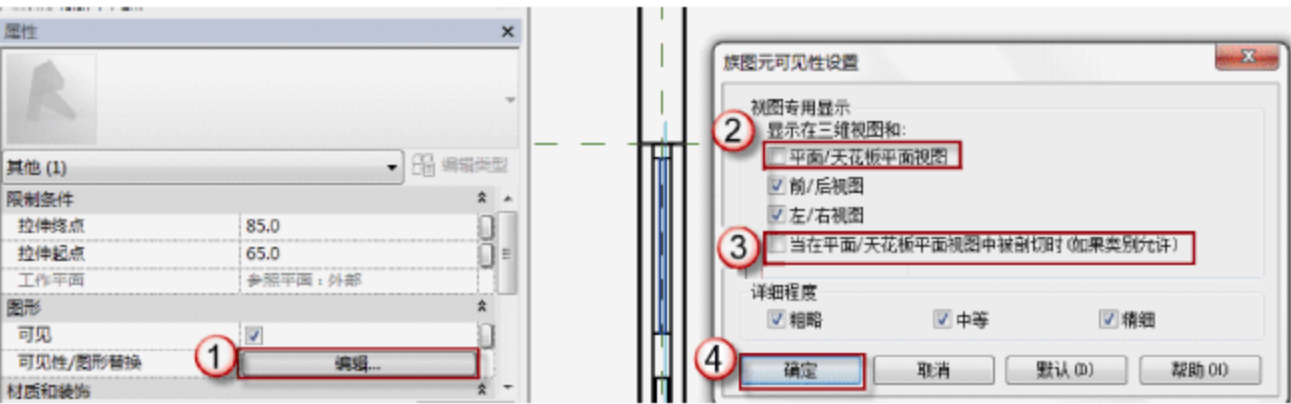 属性
其他 (1)
编辑类型
限制条件
拉伸终点 85.0
拉伸起点 65.0
工作平面 参照平面：外部
图形
可见
可见性/图形替换 ① 编辑...
材质和装饰
族图元可见性设置
视图专用显示
② 显示在三维视图和:
平面/天花板平面视图
前/后视图
左/右视图
③ 当在平面/天花板平面视图中被剖切时(如果类别允许)
详细程度
粗略 中等 精细
④ 确定 取消 默认(D) 帮助(H)